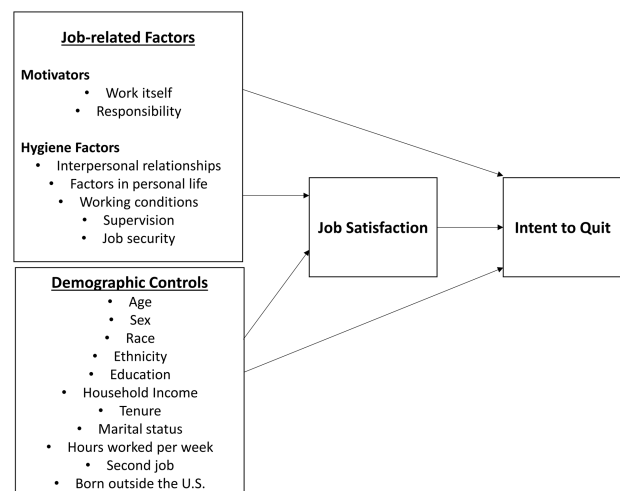 Job-related Factors
Motivators
• Work itself
• Responsibility
Hygiene Factors
• Interpersonal relationships
• Factors in personal life
• Working conditions
• Supervision
• Job security
Job Satisfaction
Intent to Quit
Demographic Controls
• Age
• Sex
• Race
• Ethnicity
• Education
• Household Income
• Tenure
• Marital status
• Hours worked per week
• Second job
• Born outside the U.S.